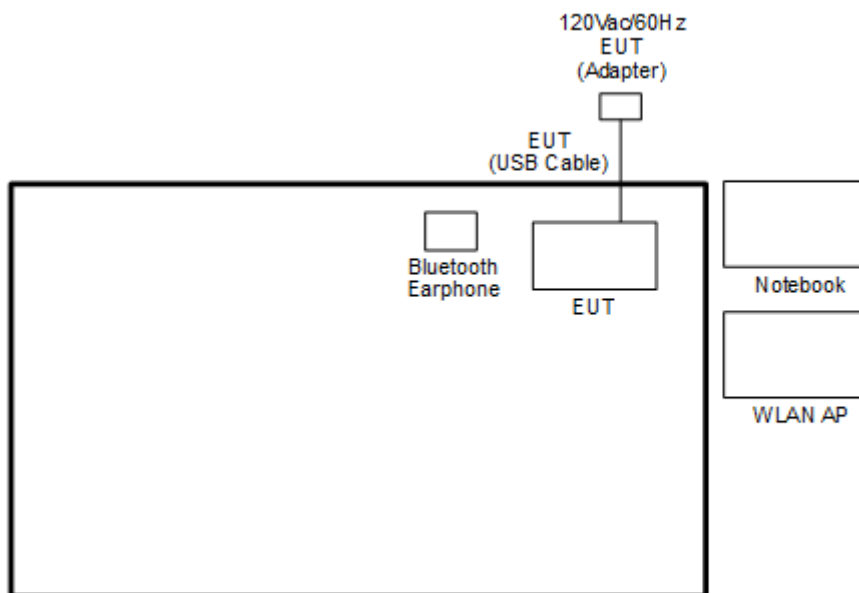 120Vac/60Hz
EUT
(Adapter)
EUT
(USB Cable)
Bluetooth
Earphone
EUT
Notebook
WLAN AP